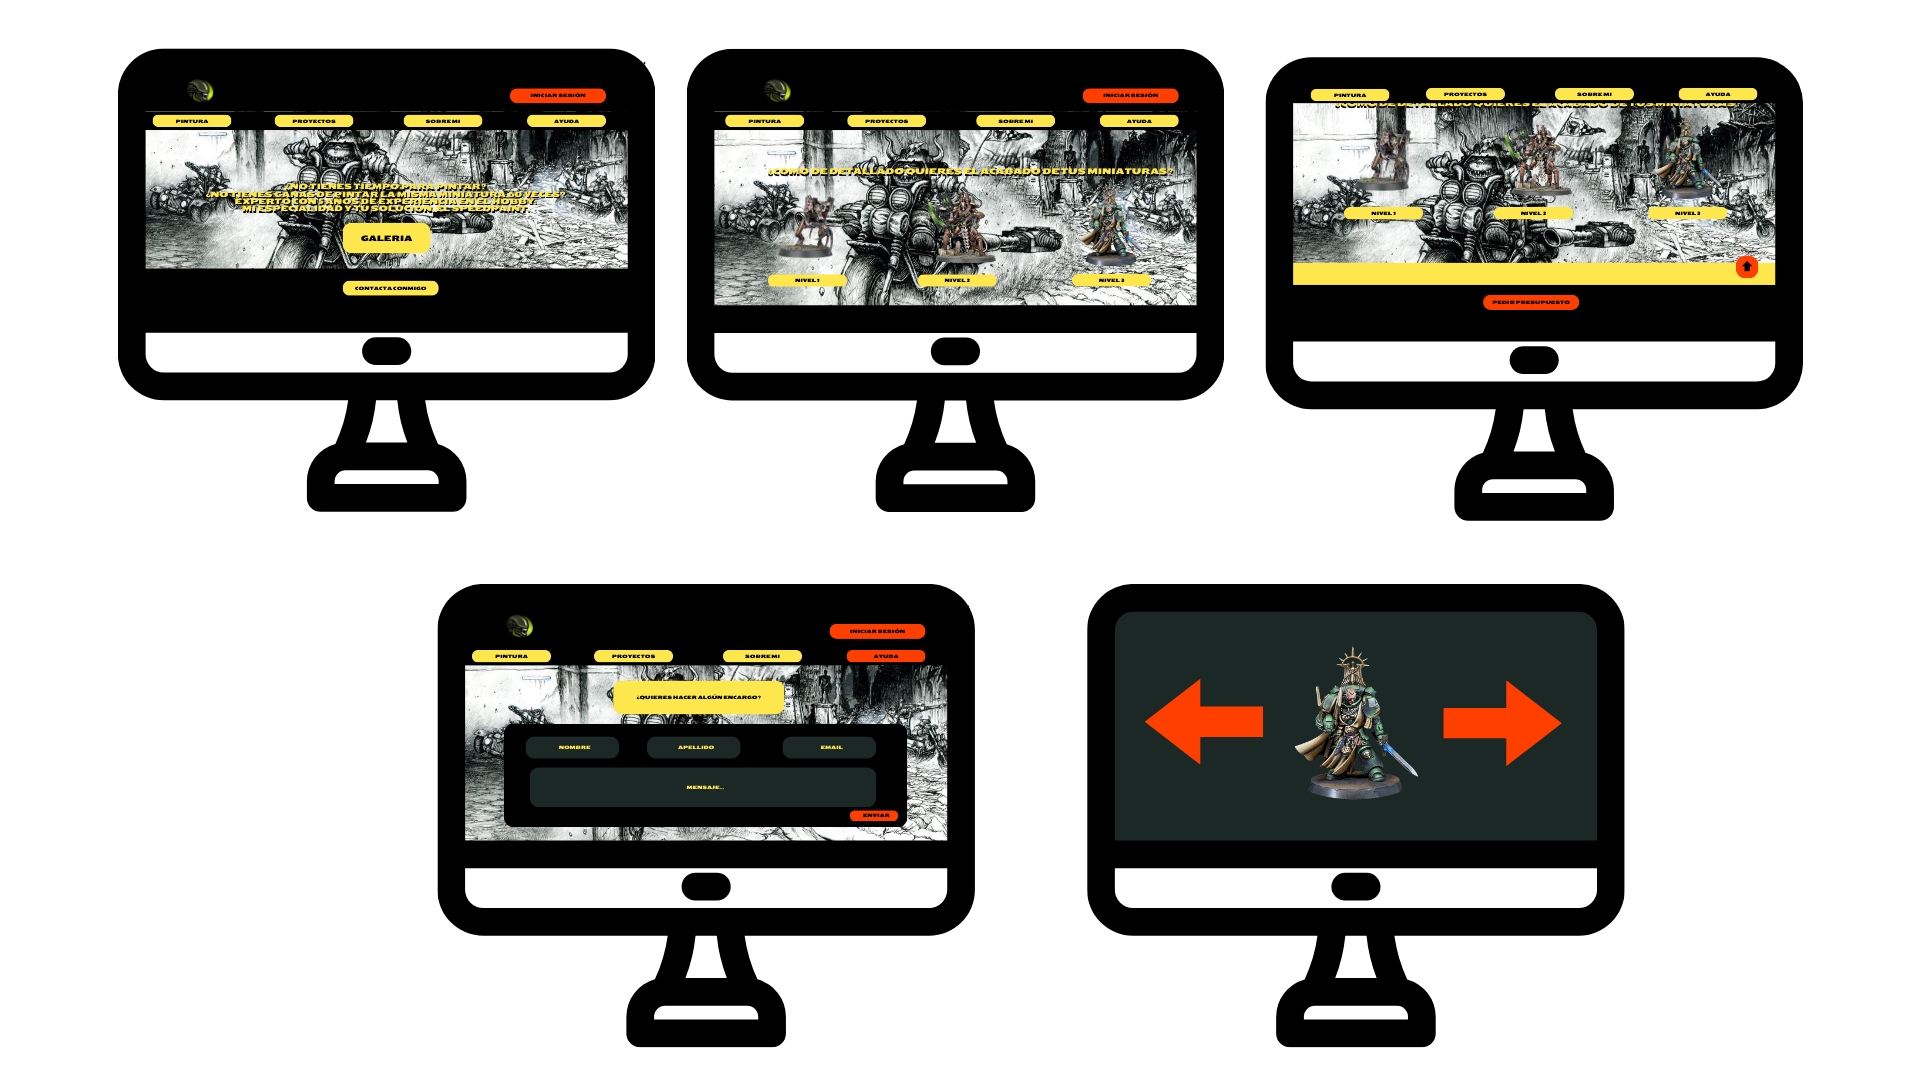 INICIAR SESIÓN
PINTURA PROYECTOS SOBRE MI AYUDA
¿NO TIENES TIEMPO PARA PINTAR?
¿NO TIENES GANAS DE PINTAR LA MISMA MINIATURA 60 VECES?
EXPERTO CON 5 AÑOS DE EXPERIENCIA EN EL HOBBY
MI ESPECIALIDAD Y TU SOLUCIÓN: EL SPEEDPAINT
GALERIA
CONTACTA CONMIGO
INICIAR SESIÓN
PINTURA PROYECTOS SOBRE MI AYUDA
¿COMO DE DETALLADO QUIERES EL ACABADO DE TUS MINIATURAS?
NIVEL 1 NIVEL 2 NIVEL 3
PINTURA PROYECTOS SOBRE MI AYUDA
¿COMO DE DETALLADO QUIERES EL ACABADO DE TUS MINIATURAS?
NIVEL 1 NIVEL 2 NIVEL 3
PEDIR PRESUPUESTO
INICIAR SESIÓN
PINTURA PROYECTOS SOBRE MI AYUDA
¿QUIERES HACER ALGÚN ENCARGO?
NOMBRE APELLIDO EMAIL
MENSAJE...
ENVIAR